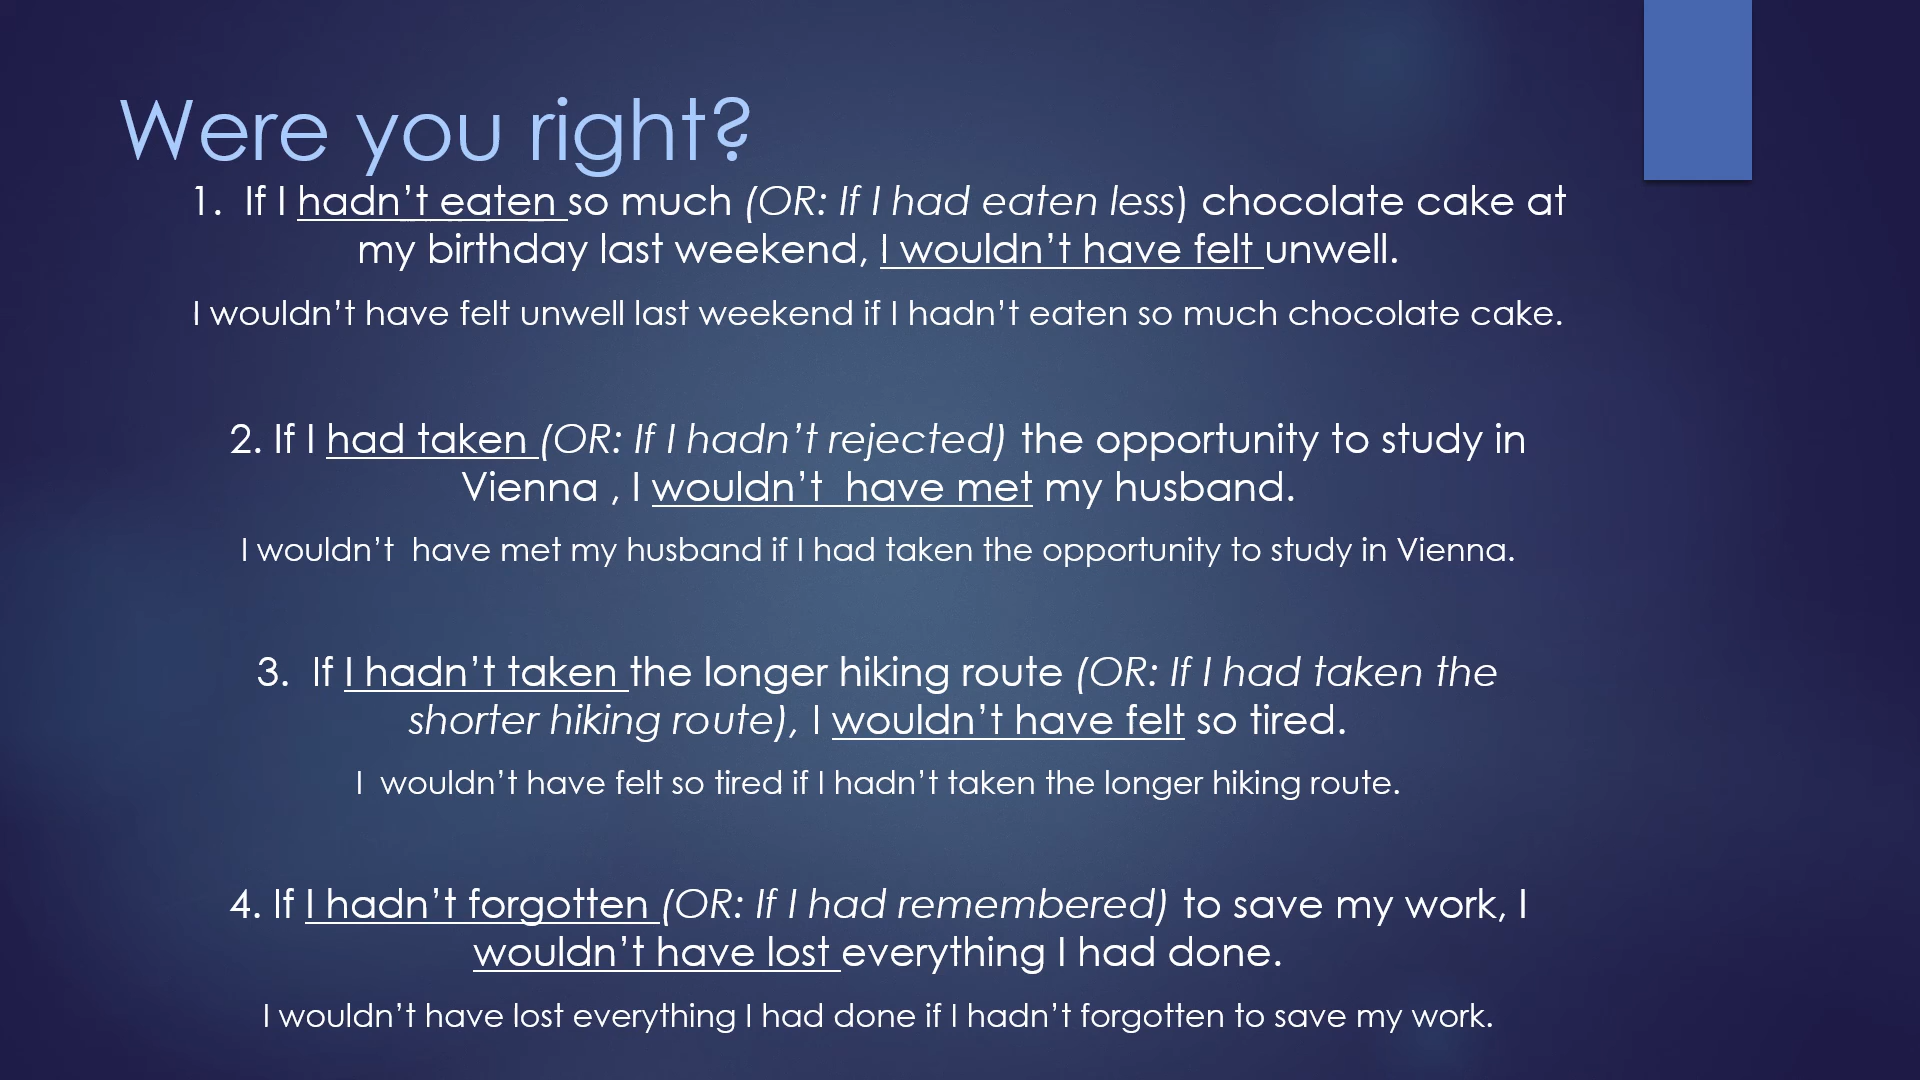 Were you right?
1.  If I hadn’t eaten so much (OR: If I had eaten less) chocolate cake at
my birthday last weekend, I wouldn’t have felt unwell.
I wouldn’t have felt unwell last weekend if I hadn’t eaten so much chocolate cake.
2. If I had taken (OR: If I hadn’t rejected) the opportunity to study in
Vienna , I wouldn’t  have met my husband.
I wouldn’t  have met my husband if I had taken the opportunity to study in Vienna.
3.  If I hadn’t taken the longer hiking route (OR: If I had taken the
shorter hiking route), I wouldn’t have felt so tired.
I  wouldn’t have felt so tired if I hadn’t taken the longer hiking route.
4. If I hadn’t forgotten (OR: If I had remembered) to save my work, I
wouldn’t have lost everything I had done.
I wouldn’t have lost everything I had done if I hadn’t forgotten to save my work.